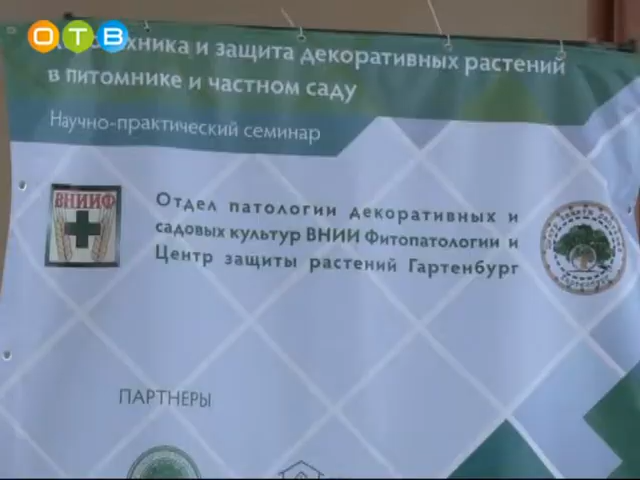 ОТВ
и защита декоративных растений
в питомнике и частном саду
Научно-практический семинар
ВНИИФ
Отдел патологии декоративных и
садовых культур ВНИИ Фитопатологии и
Центр защиты растений Гартенбург
ПАРТНЕРЫ